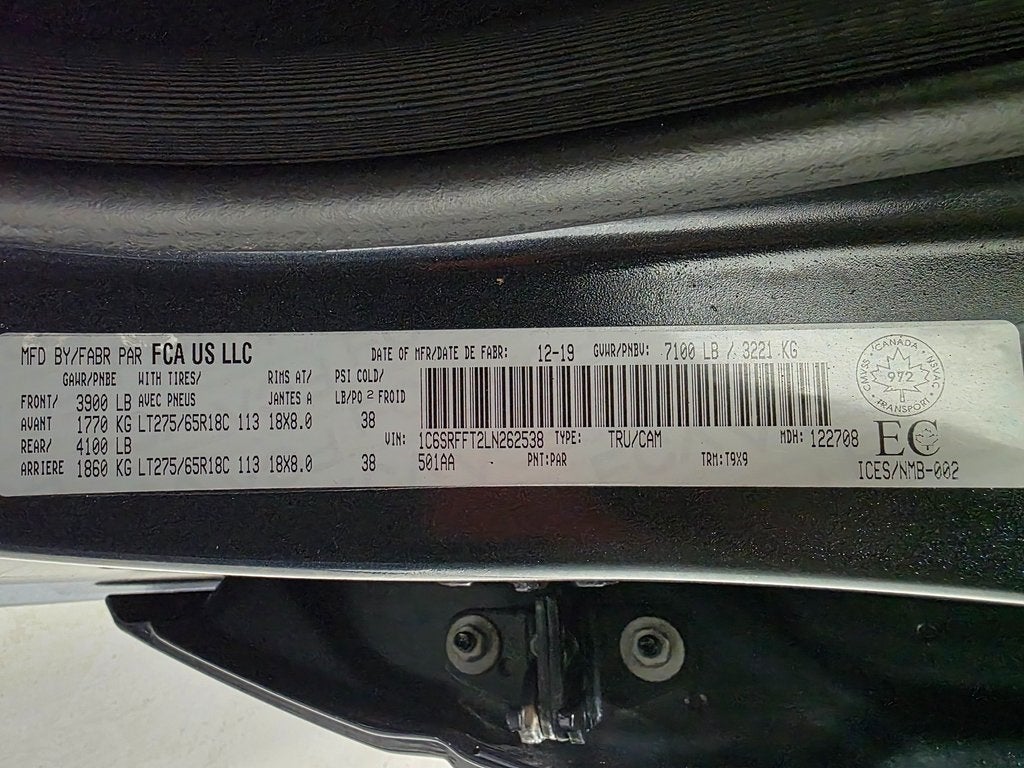 MFD BY/FABR PAR FCA US LLC DATE OF MFR/DATE DE FABR: 12-19 GVWR/PNBV: 7100 LB / 3221 KG
GAWR/PNBE WITH TIRES/ RIMS AT/ PSI COLD/
FRONT/ 3900 LB AVEC PNEUS JANTES A LB/PO 2 FROID
AVANT 1770 KG LT275/65R18C 113 18X8.0 38
REAR/ 4100 LB VIN: 1C6SRFFT2LN262538 TYPE: TRU/CAM MDH: 122708
ARRIERE 1860 KG LT275/65R18C 113 18X8.0 38 501AA PNT:PAR TRM:T9X9
CANADA
972
TRANSPORT
CMVSS
NSVAC
EC
ICES/NMB-002